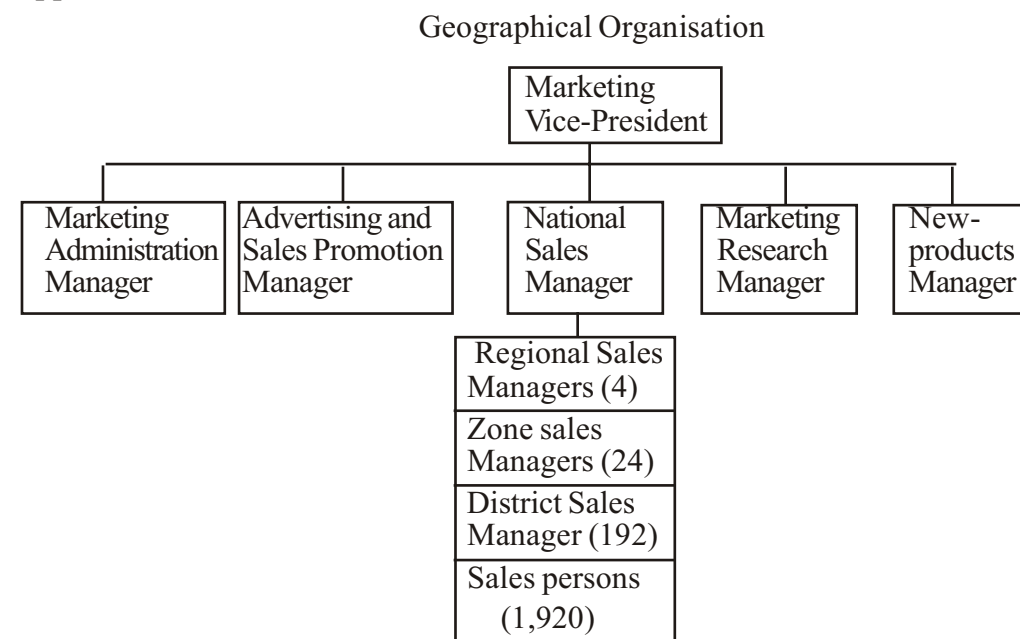 Geographical Organisation
Marketing
Vice-President
Marketing
Administration
Manager
Advertising and
Sales Promotion
Manager
National
Sales
Manager
Marketing
Research
Manager
New-
products
Manager
Regional Sales
Managers (4)
Zone sales
Managers (24)
District Sales
Manager (192)
Sales persons
(1,920)